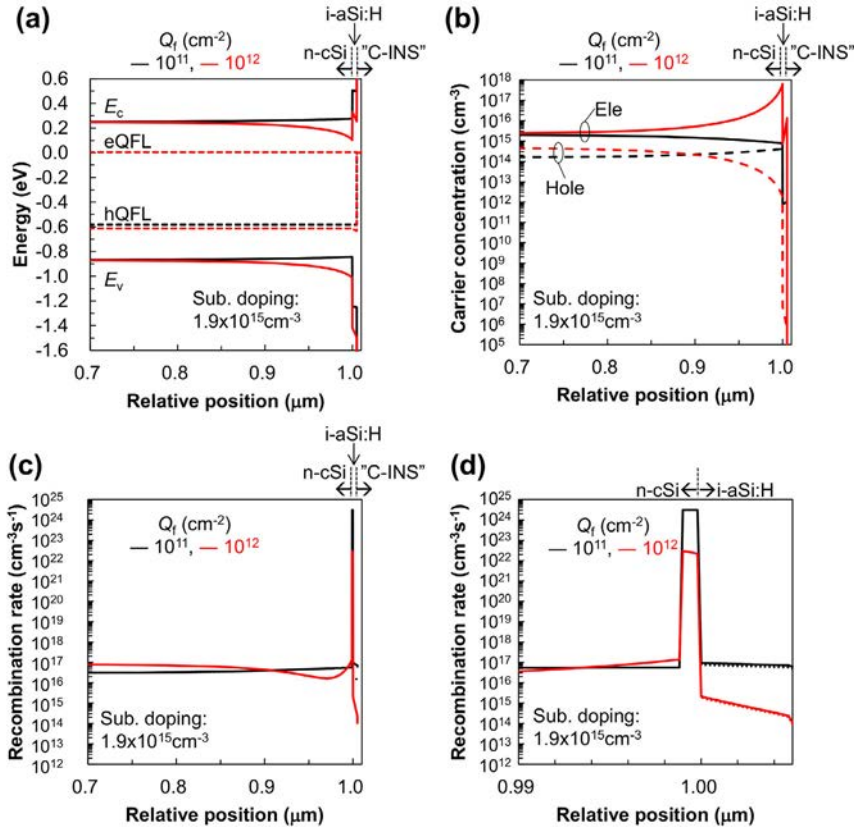 (a)
i-aSi:H
Qf (cm-2)
— 10¹¹, — 10¹²
n-cSi "C-INS"
0.6
0.4
0.2
0.0
-0.2
-0.4
-0.6
-0.8
-1.0
-1.2
-1.4
-1.6
Energy (eV)
Ec
eQFL
hQFL
Ev
Sub. doping:
1.9x10¹⁵cm-³
0.7 0.8 0.9 1.0
Relative position (μm)
(b)
i-aSi:H
Qf (cm-2)
— 10¹¹, — 10¹²
n-cSi "C-INS"
10¹⁸
10¹⁷
10¹⁶
10¹⁵
10¹⁴
10¹³
10¹²
10¹¹
10¹⁰
10⁹
10⁸
10⁷
10⁶
10⁵
Carrier concentration (cm-3)
Ele
Hole
Sub. doping:
1.9x10¹⁵cm-³
0.7 0.8 0.9 1.0
Relative position (μm)
(c)
i-aSi:H
n-cSi "C-INS"
10²⁵
10²⁴
10²³
10²²
10²¹
10²⁰
10¹⁹
10¹⁸
10¹⁷
10¹⁶
10¹⁵
10¹⁴
10¹³
10¹²
Recombination rate (cm-3s-1)
Qf (cm-2)
— 10¹¹, — 10¹²
Sub. doping:
1.9x10¹⁵cm-³
0.7 0.8 0.9 1.0
Relative position (μm)
(d)
n-cSi i-aSi:H
10²⁵
10²⁴
10²³
10²²
10²¹
10²⁰
10¹⁹
10¹⁸
10¹⁷
10¹⁶
10¹⁵
10¹⁴
10¹³
10¹²
Recombination rate (cm-3s-1)
Qf (cm-2)
— 10¹¹, — 10¹²
Sub. doping:
1.9x10¹⁵cm-³
0.99 1.00
Relative position (μm)